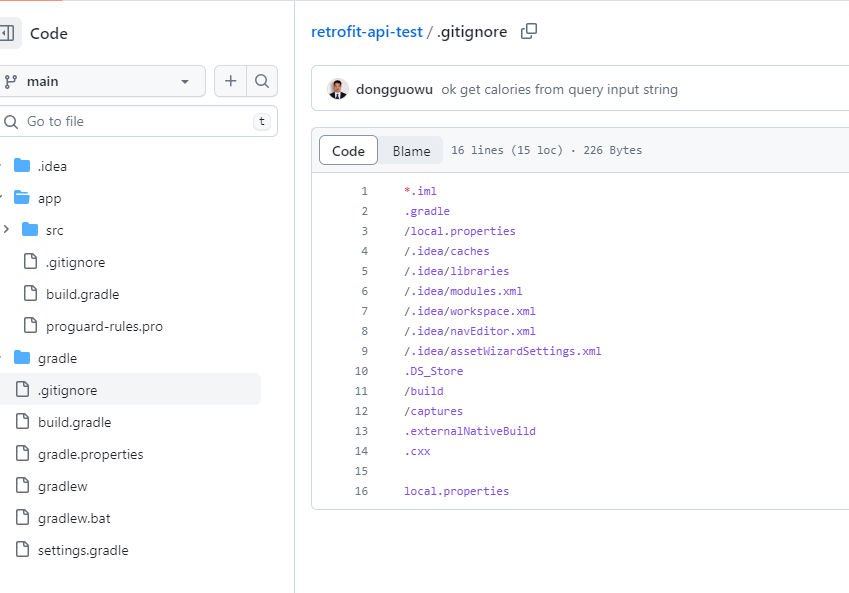 Code
main
Go to file
t
.idea
app
src
.gitignore
build.gradle
proguard-rules.pro
gradle
.gitignore
build.gradle
gradle.properties
gradlew
gradlew.bat
settings.gradle
retrofit-api-test / .gitignore
dongguowu ok get calories from query input string
Code Blame 16 lines (15 loc) · 226 Bytes
1 *.iml
2 .gradle
3 /local.properties
4 /.idea/caches
5 /.idea/libraries
6 /.idea/modules.xml
7 /.idea/workspace.xml
8 /.idea/navEditor.xml
9 /.idea/assetWizardSettings.xml
10 .DS_Store
11 /build
12 /captures
13 .externalNativeBuild
14 .cxx
15
16 local.properties